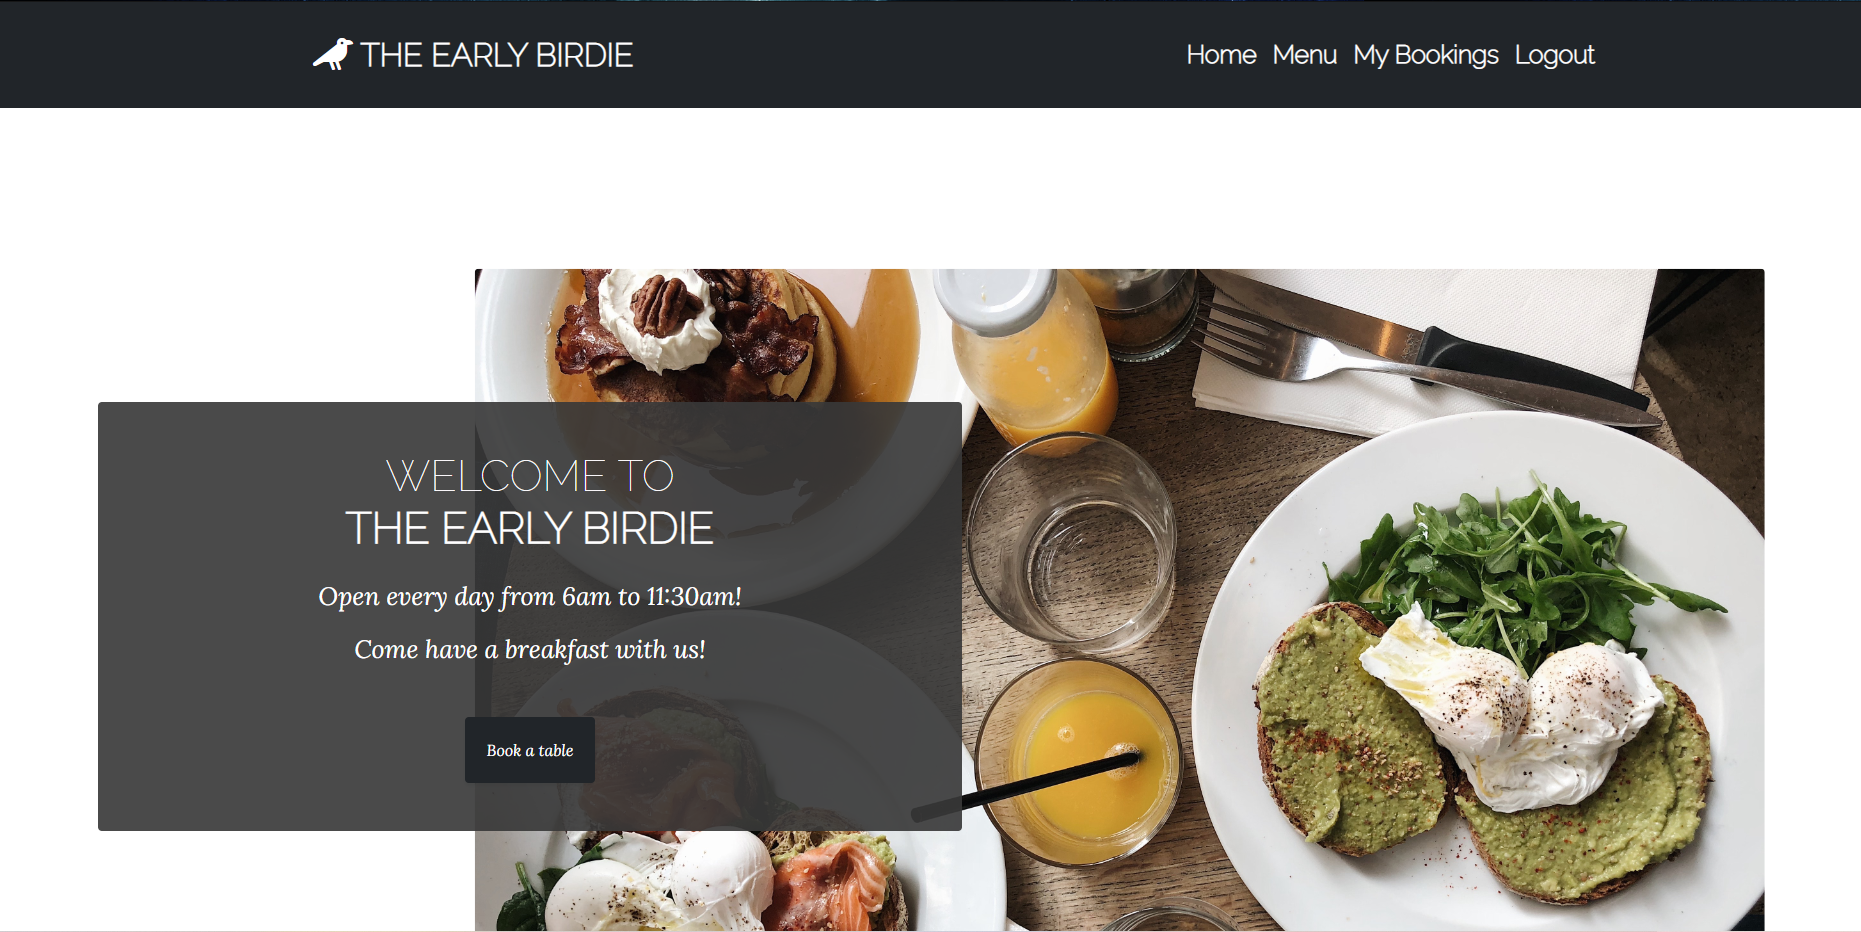 THE EARLY BIRDIE
Home Menu My Bookings Logout
WELCOME TO
THE EARLY BIRDIE
Open every day from 6am to 11:30am!
Come have a breakfast with us!
Book a table